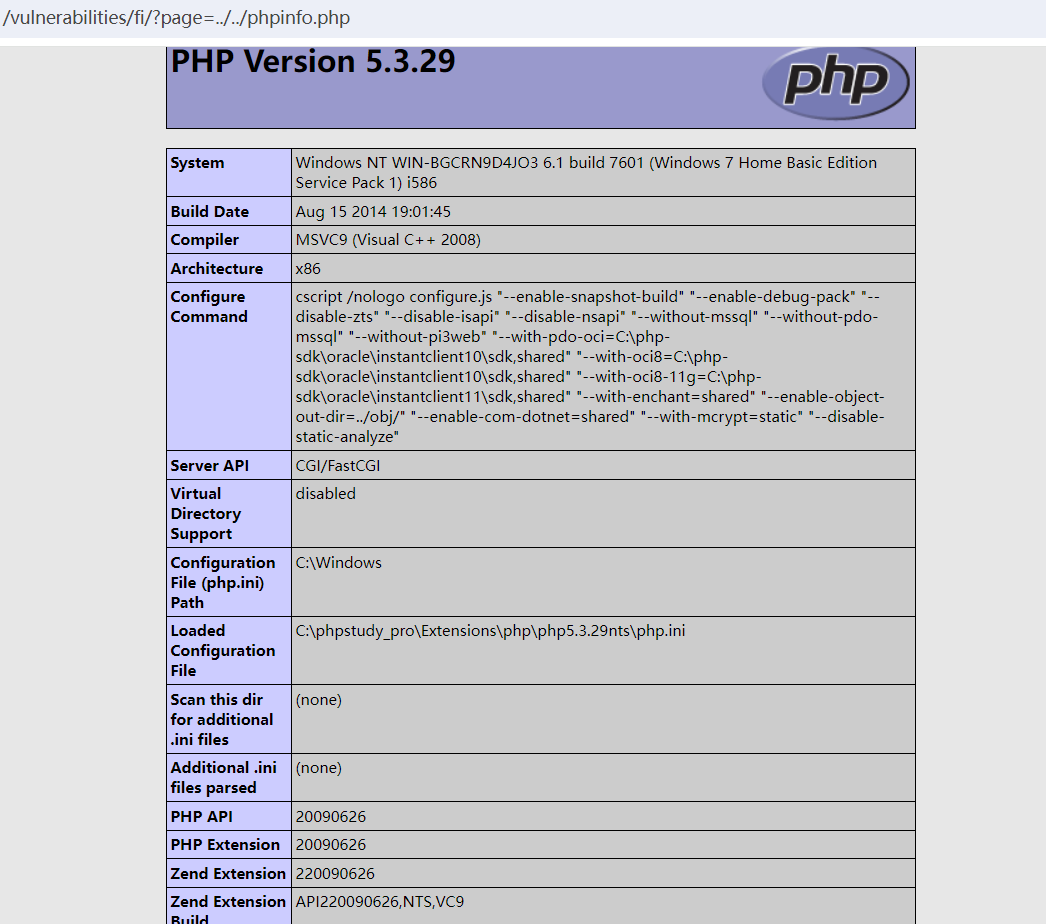 /vulnerabilities/fi/?page=../../phpinfo.php
PHP Version 5.3.29
php
System
Windows NT WIN-BGCRN9D4JO3 6.1 build 7601 (Windows 7 Home Basic Edition
Service Pack 1) i586
Build Date
Aug 15 2014 19:01:45
Compiler
MSVC9 (Visual C++ 2008)
Architecture
x86
Configure
Command
cscript /nologo configure.js "--enable-snapshot-build" "--enable-debug-pack" "--
disable-zts" "--disable-isapi" "--disable-nsapi" "--without-mssql" "--without-pdo-
mssql" "--without-pi3web" "--with-pdo-oci=C:\php-
sdk\oracle\instantclient10\sdk,shared" "--with-oci8=C:\php-
sdk\oracle\instantclient10\sdk,shared" "--with-oci8-11g=C:\php-
sdk\oracle\instantclient11\sdk,shared" "--with-enchant=shared" "--enable-object-
out-dir=../obj/" "--enable-com-dotnet=shared" "--with-mcrypt=static" "--disable-
static-analyze"
Server API
CGI/FastCGI
Virtual
Directory
Support
disabled
Configuration
File (php.ini)
Path
C:\Windows
Loaded
Configuration
File
C:\phpstudy_pro\Extensions\php\php5.3.29nts\php.ini
Scan this dir
for additional
.ini files
(none)
Additional .ini
files parsed
(none)
PHP API
20090626
PHP Extension
20090626
Zend Extension
220090626
Zend Extension
Build
API220090626,NTS,VC9